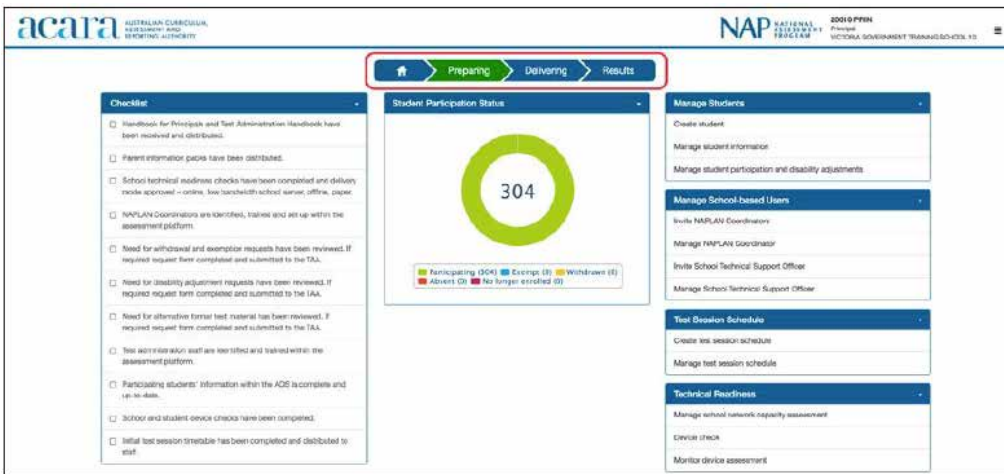 acara
AUSTRALIAN CURRICULUM,
ASSESSMENT AND
REPORTING AUTHORITY
NAP NATIONAL
ASSESSMENT
PROGRAM
Principal
VICTORIA GOVERNMENT TRAINING SCHOOL 10
Preparing
Delivering
Results
Checklist
Handbook for Principals and Test Administration Handbook have
been received and distributed.
Parent information packs have been distributed.
School technical readiness checks have been completed and delivery
mode approved – online, low bandwidth school server, offline, paper.
NAPLAN Coordinators are identified, trained and set up within the
assessment platform.
Need for withdrawal and exemption requests have been reviewed. If
required request form completed and submitted to the TAA.
Need for disability adjustment requests have been reviewed. If
required request form completed and submitted to the TAA.
Need for alternative format test material has been reviewed. If
required request form completed and submitted to the TAA.
Test administration staff are identified and trained within the
assessment platform.
Participating students' information within the ADS is complete and
up-to-date.
School and student device checks have been completed.
Initial test session timetable has been completed and distributed to
staff.
Student Participation Status
304
Participating (304) Exempt (0) Withdrawn (0)
Absent (0) No longer enrolled (0)
Manage Students
Create student
Manage student information
Manage student participation and disability adjustments
Manage School-based Users
Invite NAPLAN Coordinators
Manage NAPLAN Coordinator
Invite School Technical Support Officer
Manage School Technical Support Officer
Test Session Schedule
Create test session schedule
Manage test session schedule
Technical Readiness
Manage school network capacity assessment
Device check
Monitor device assessment